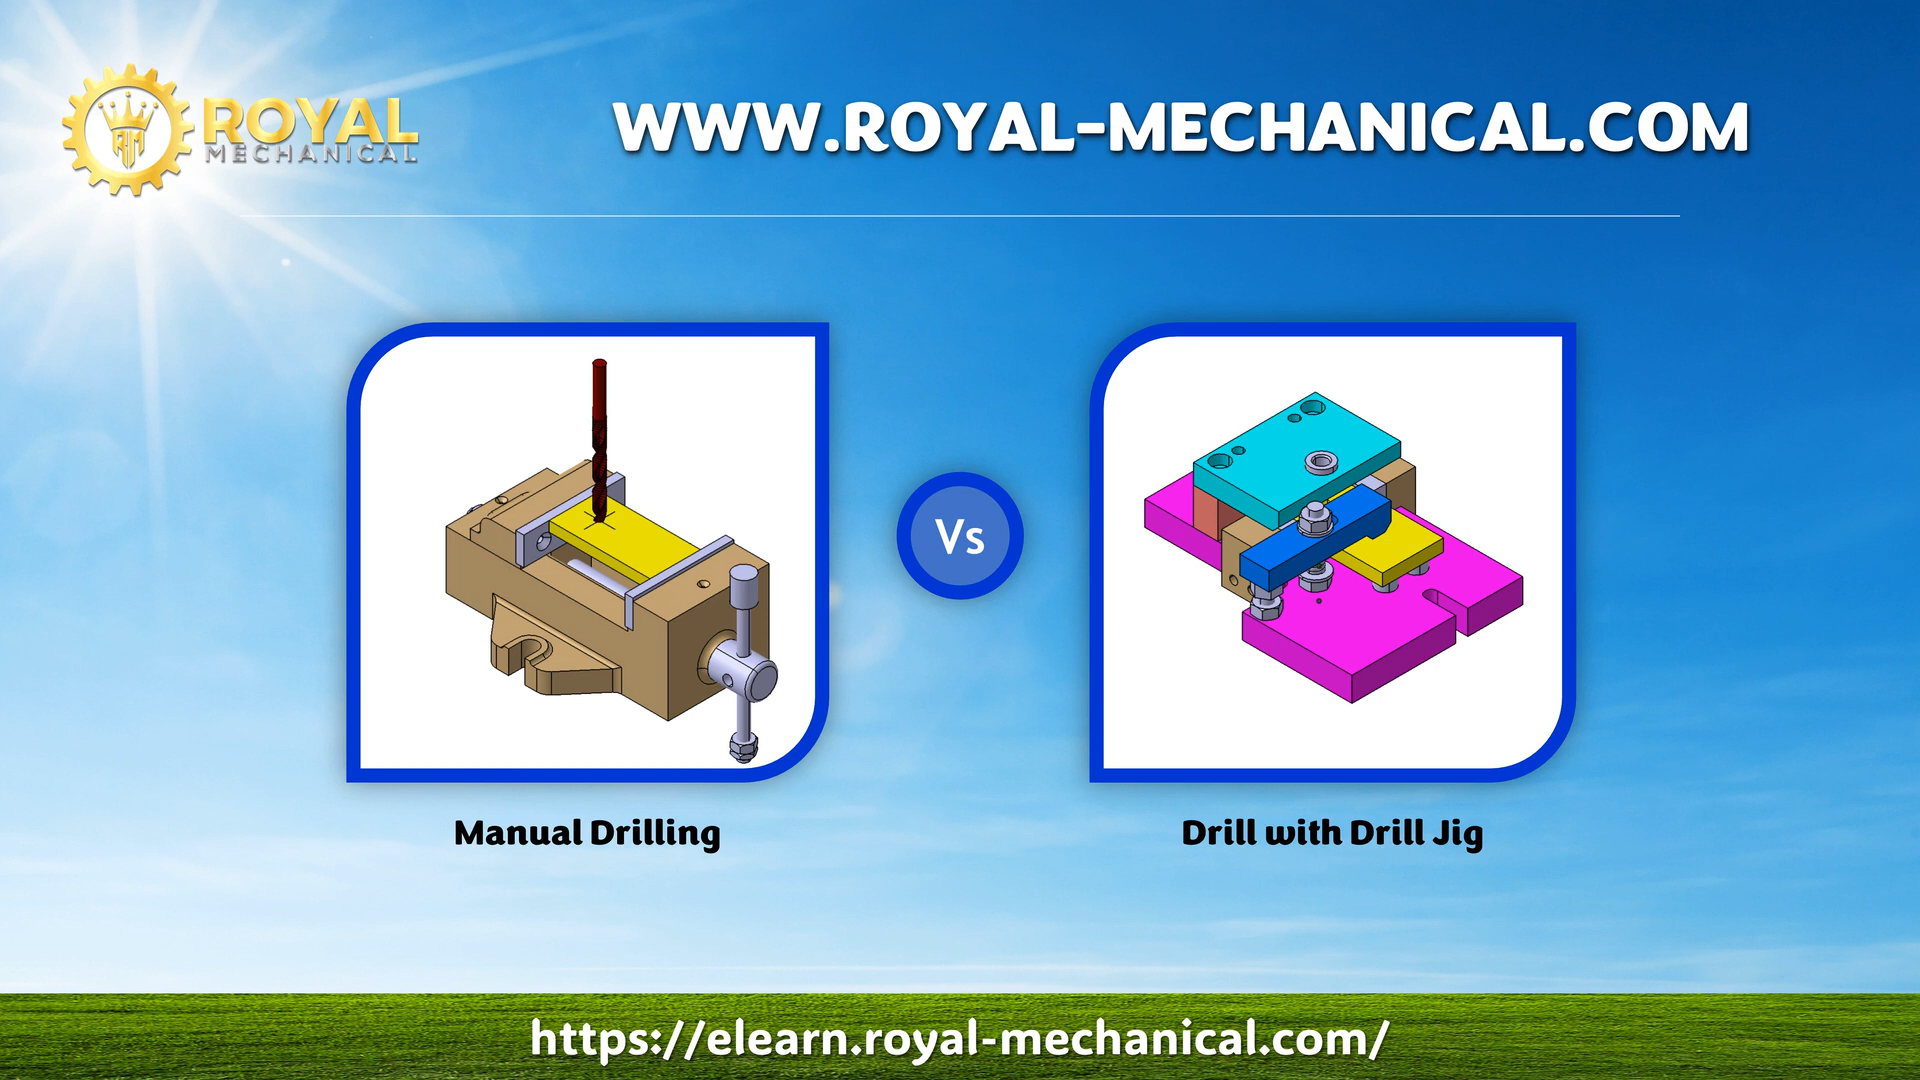 ROYAL
MECHANICAL
WWW.ROYAL-MECHANICAL.COM
Vs
Manual Drilling
Drill with Drill Jig
https://elearn.royal-mechanical.com/